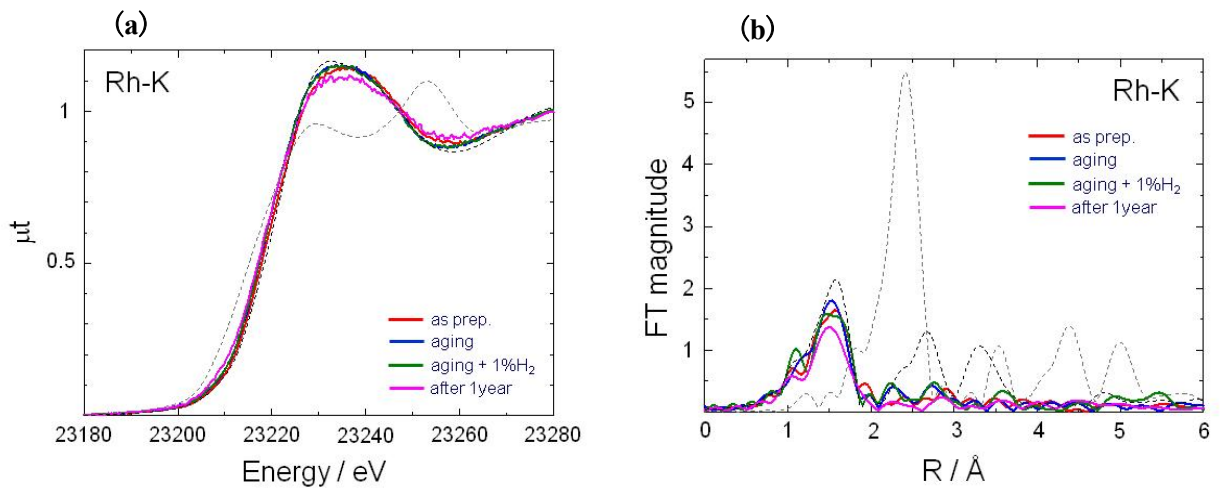 (a)
Rh-K
1
0.5
μt
as prep.
aging
aging + 1%H₂
after 1year
23180 23200 23220 23240 23260 23280
Energy / eV
(b)
Rh-K
5
4
3
2
1
0
FT magnitude
as prep.
aging
aging + 1%H₂
after 1year
0 1 2 3 4 5 6
R / Å